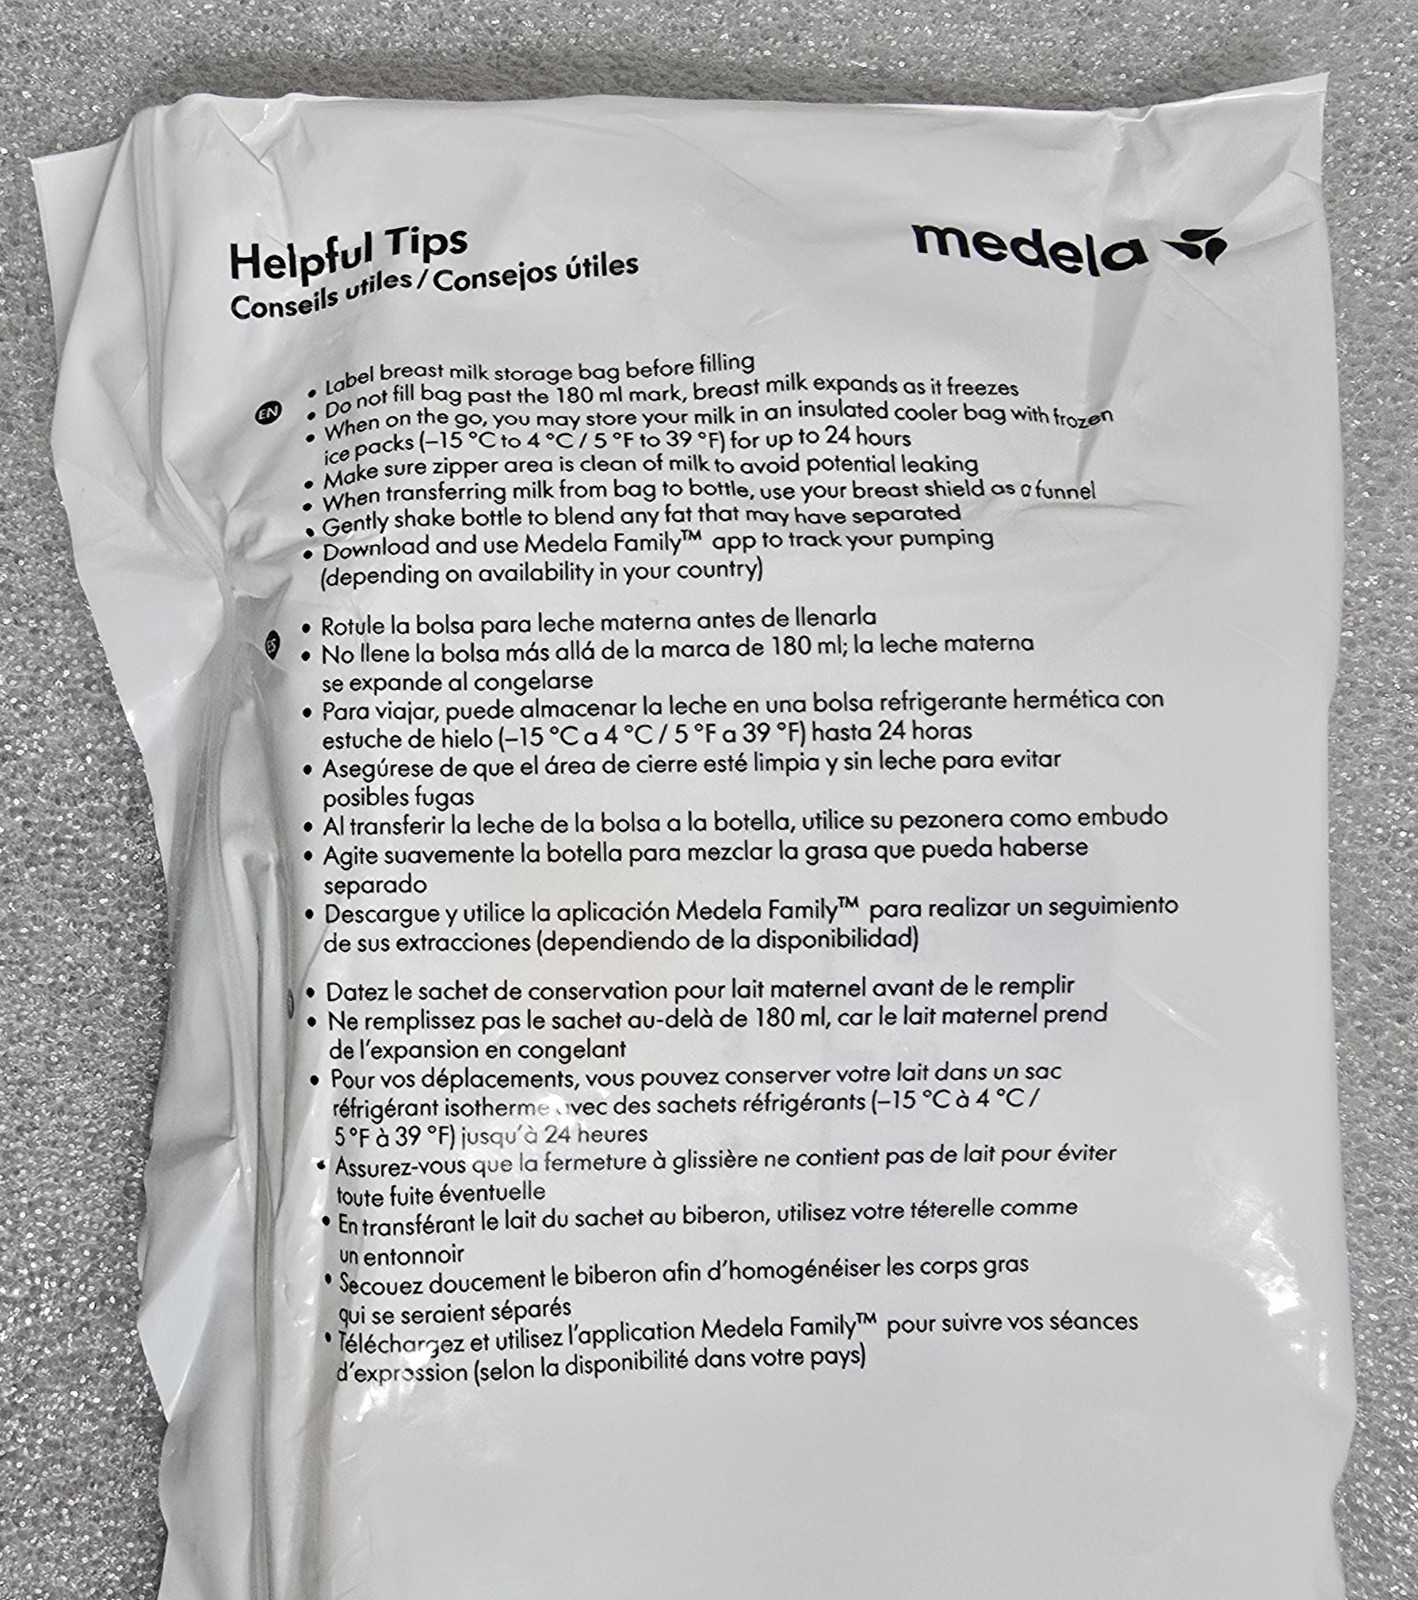 Helpful Tips
Conseils utiles / Consejos útiles
medela
EN
• Label breast milk storage bag before filling
• Do not fill bag past the 180 ml mark, breast milk expands as it freezes
• When on the go, you may store your milk in an insulated cooler bag with frozen
ice packs (–15 °C to 4 °C / 5 °F to 39 °F) for up to 24 hours
• Make sure zipper area is clean of milk to avoid potential leaking
• When transferring milk from bag to bottle, use your breast shield as a funnel
• Gently shake bottle to blend any fat that may have separated
• Download and use Medela Family™ app to track your pumping
(depending on availability in your country)
ES
• Rotule la bolsa para leche materna antes de llenarla
• No llene la bolsa más allá de la marca de 180 ml; la leche materna
se expande al congelarse
• Para viajar, puede almacenar la leche en una bolsa refrigerante hermética con
estuche de hielo (–15 °C a 4 °C / 5 °F a 39 °F) hasta 24 horas
• Asegúrese de que el área de cierre esté limpia y sin leche para evitar
posibles fugas
• Al transferir la leche de la bolsa a la botella, utilice su pezonera como embudo
• Agite suavemente la botella para mezclar la grasa que pueda haberse
separado
• Descargue y utilice la aplicación Medela Family™ para realizar un seguimiento
de sus extracciones (dependiendo de la disponibilidad)
• Datez le sachet de conservation pour lait maternel avant de le remplir
• Ne remplissez pas le sachet au-delà de 180 ml, car le lait maternel prend
de l'expansion en congelant
• Pour vos déplacements, vous pouvez conserver votre lait dans un sac
réfrigérant isotherme avec des sachets réfrigérants (–15 °C à 4 °C /
5 °F à 39 °F) jusqu'à 24 heures
• Assurez-vous que la fermeture à glissière ne contient pas de lait pour éviter
toute fuite éventuelle
• En transférant le lait du sachet au biberon, utilisez votre téterelle comme
un entonnoir
• Secouez doucement le biberon afin d'homogénéiser les corps gras
qui se seraient séparés
• Téléchargez et utilisez l'application Medela Family™ pour suivre vos séances
d'expression (selon la disponibilité dans votre pays)